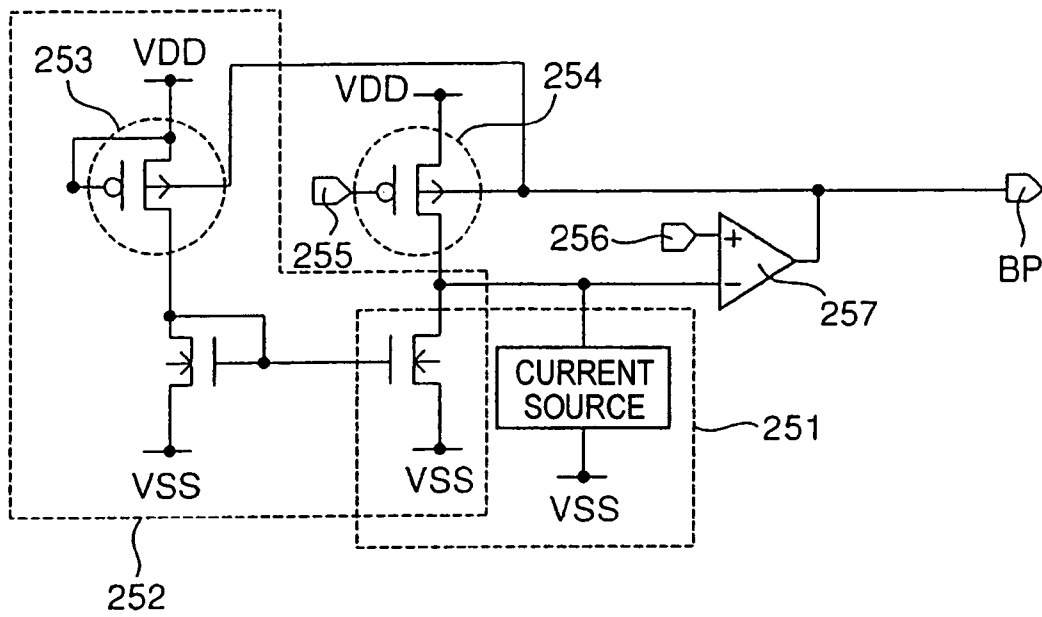 253
VDD
VDD
254
255
256
+
−
257
BP
CURRENT
SOURCE
251
VSS
VSS
VSS
252